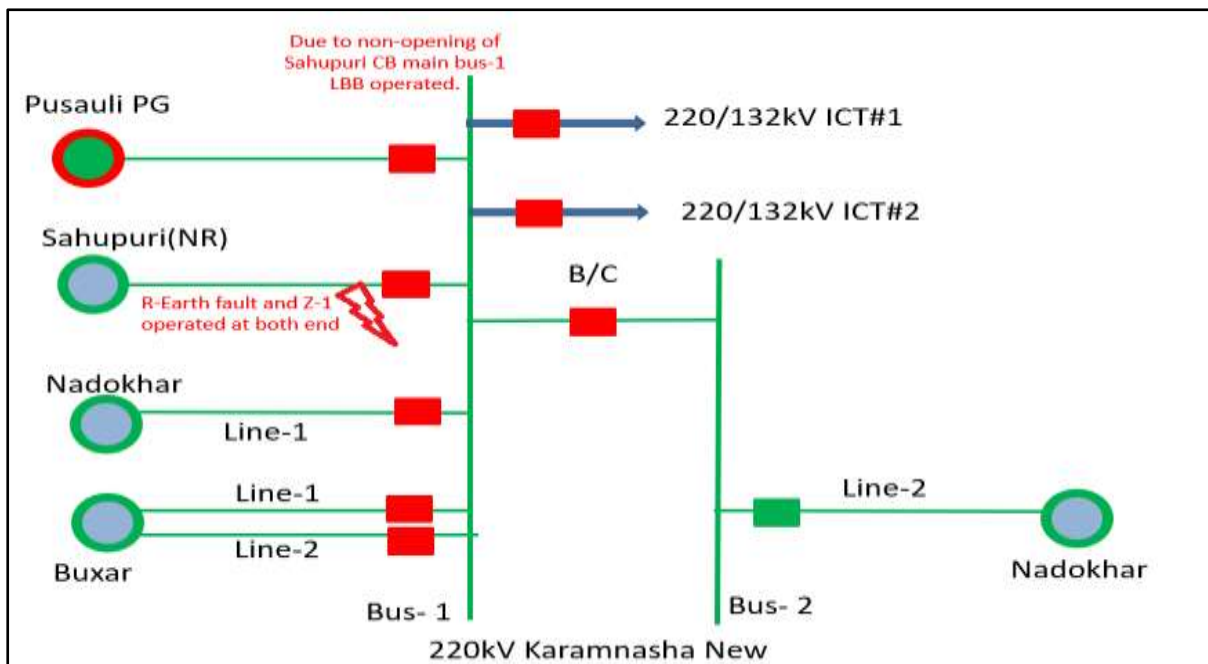 Due to non-opening of
Sahupuri CB main bus-1
LBB operated.
Pusauli PG
220/132kV ICT#1
220/132kV ICT#2
Sahupuri(NR)
B/C
R-Earth fault and Z-1
operated at both end
Nadokhar
Line-1
Line-1
Line-2
Buxar
Line-2
Nadokhar
Bus- 1
Bus- 2
220kV Karamnasha New